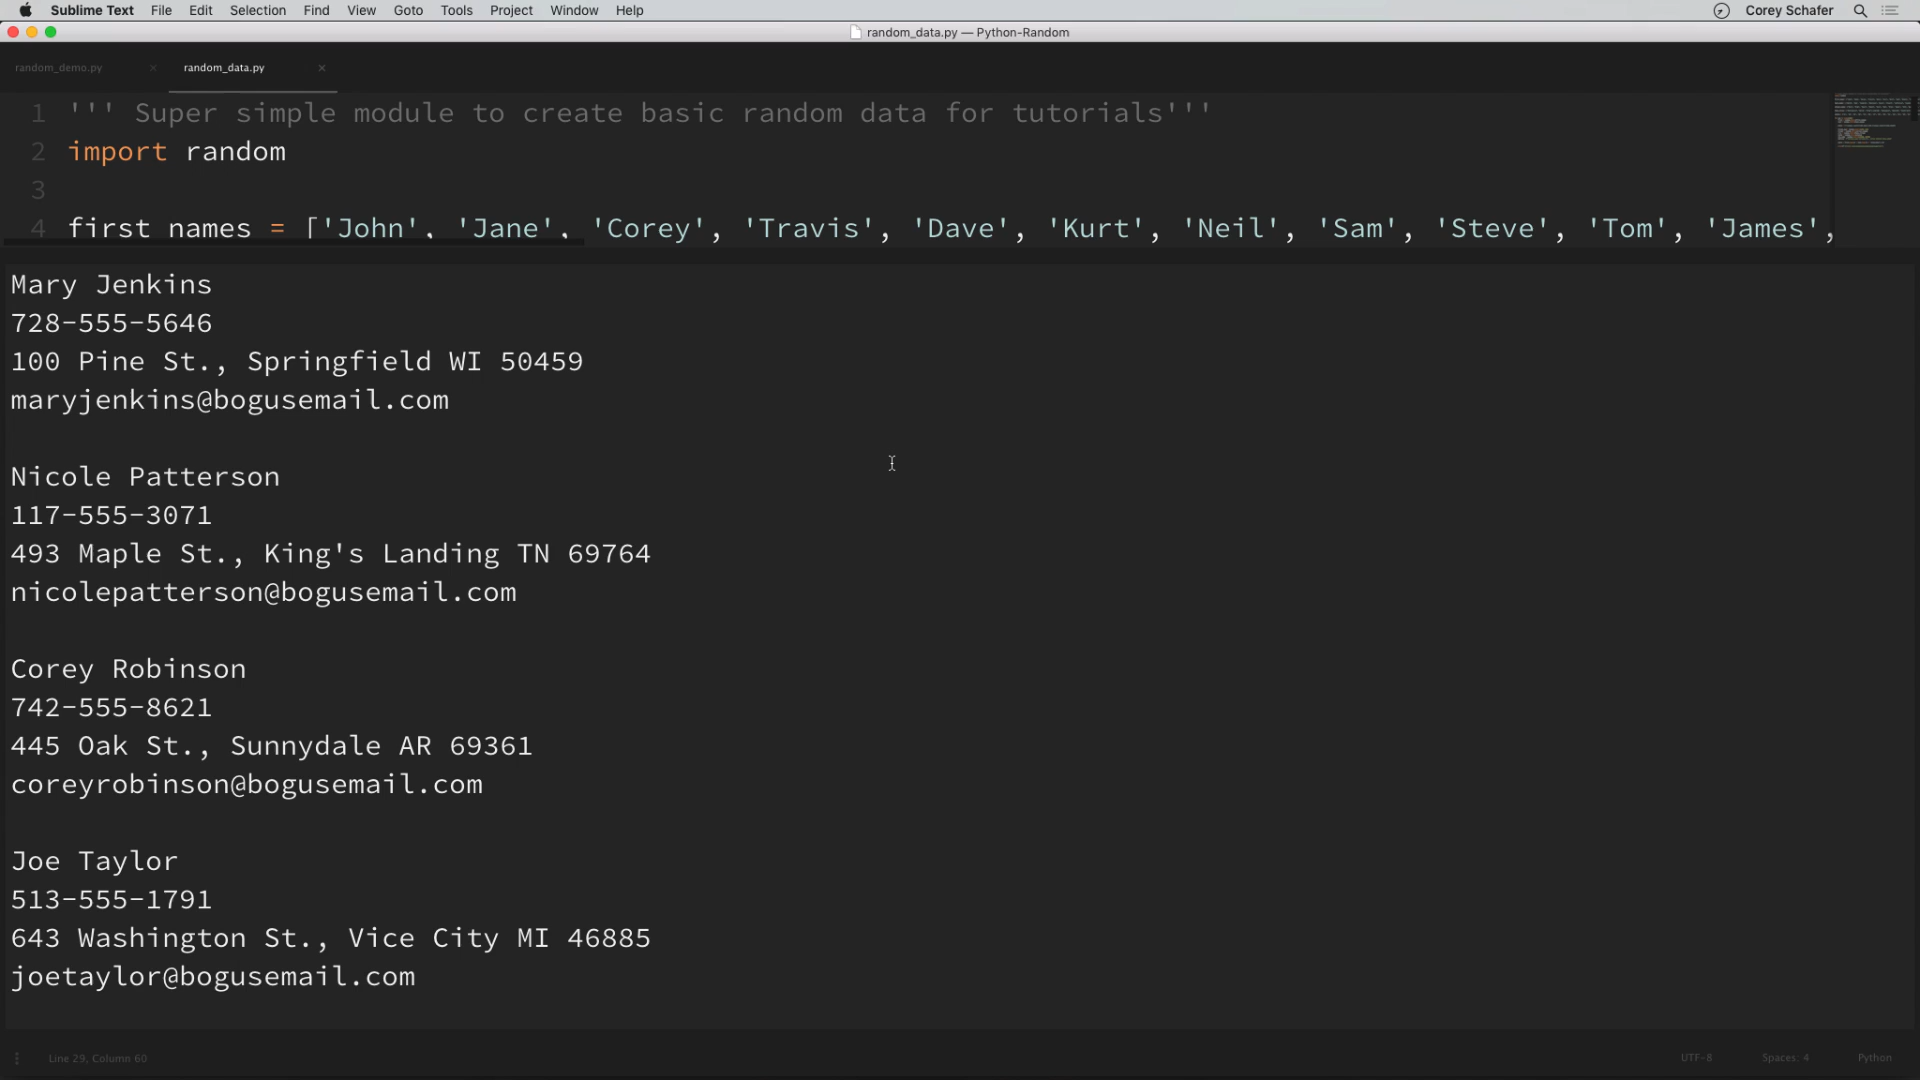 Sublime Text File Edit Selection Find View Goto Tools Project Window Help Corey Schafer
random_data.py — Python-Random
random_demo.py × random_data.py ×
1 ''' Super simple module to create basic random data for tutorials'''
2 import random
3
4 first_names = ['John', 'Jane', 'Corey', 'Travis', 'Dave', 'Kurt', 'Neil', 'Sam', 'Steve', 'Tom', 'James',
Mary Jenkins
728-555-5646
100 Pine St., Springfield WI 50459
maryjenkins@bogusemail.com
Nicole Patterson
117-555-3071
493 Maple St., King's Landing TN 69764
nicolepatterson@bogusemail.com
Corey Robinson
742-555-8621
445 Oak St., Sunnydale AR 69361
coreyrobinson@bogusemail.com
Joe Taylor
513-555-1791
643 Washington St., Vice City MI 46885
joetaylor@bogusemail.com
Line 29, Column 60 UTF-8 Spaces: 4 Python